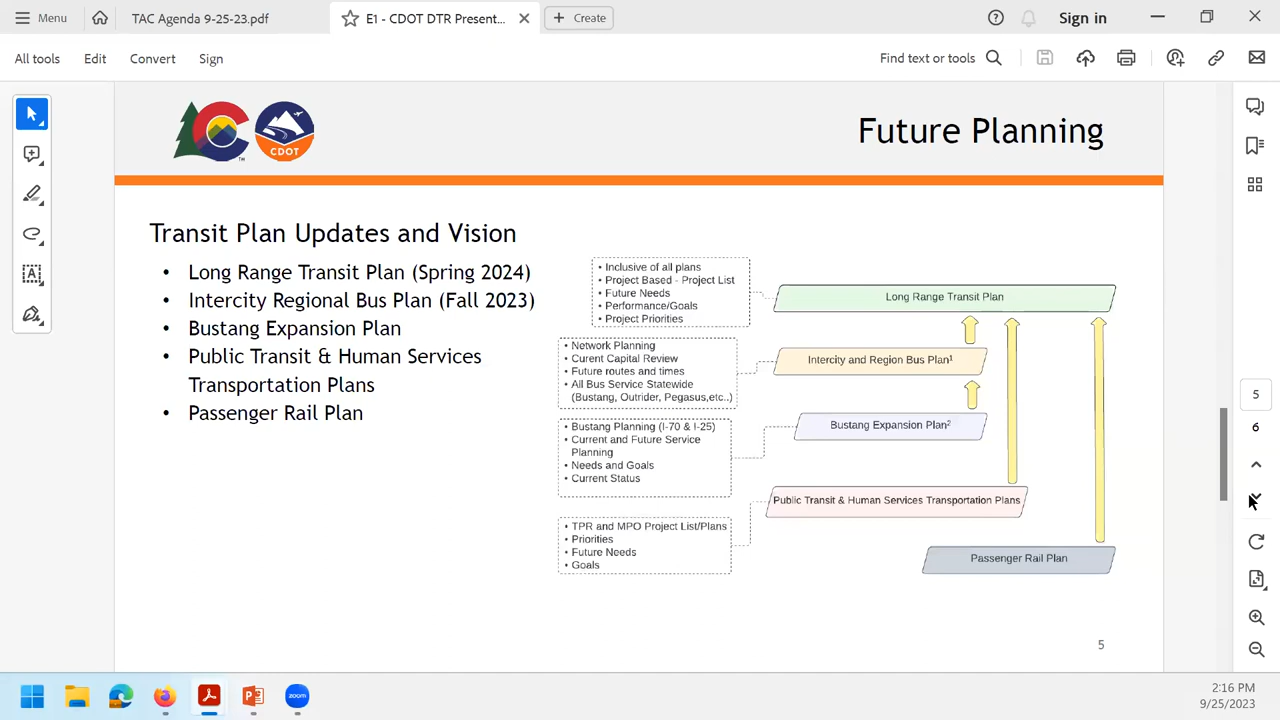 Menu
TAC Agenda 9-25-23.pdf
E1 - CDOT DTR Present...
Create
Sign in
All tools
Edit
Convert
Sign
Find text or tools
CDOT
TM
Future Planning
Transit Plan Updates and Vision
• Long Range Transit Plan (Spring 2024)
• Intercity Regional Bus Plan (Fall 2023)
• Bustang Expansion Plan
• Public Transit & Human Services
Transportation Plans
• Passenger Rail Plan
• Inclusive of all plans
• Project Based - Project List
• Future Needs
• Performance/Goals
• Project Priorities
Long Range Transit Plan
• Network Planning
• Curent Capital Review
• Future routes and times
• All Bus Service Statewide
(Bustang, Outrider, Pegasus,etc..)
Intercity and Region Bus Plan¹
• Bustang Planning (I-70 & I-25)
• Current and Future Service
Planning
• Needs and Goals
• Current Status
Bustang Expansion Plan²
Public Transit & Human Services Transportation Plans
• TPR and MPO Project List/Plans
• Priorities
• Future Needs
• Goals
Passenger Rail Plan
5
5
6
zoom
2:16 PM
9/25/2023